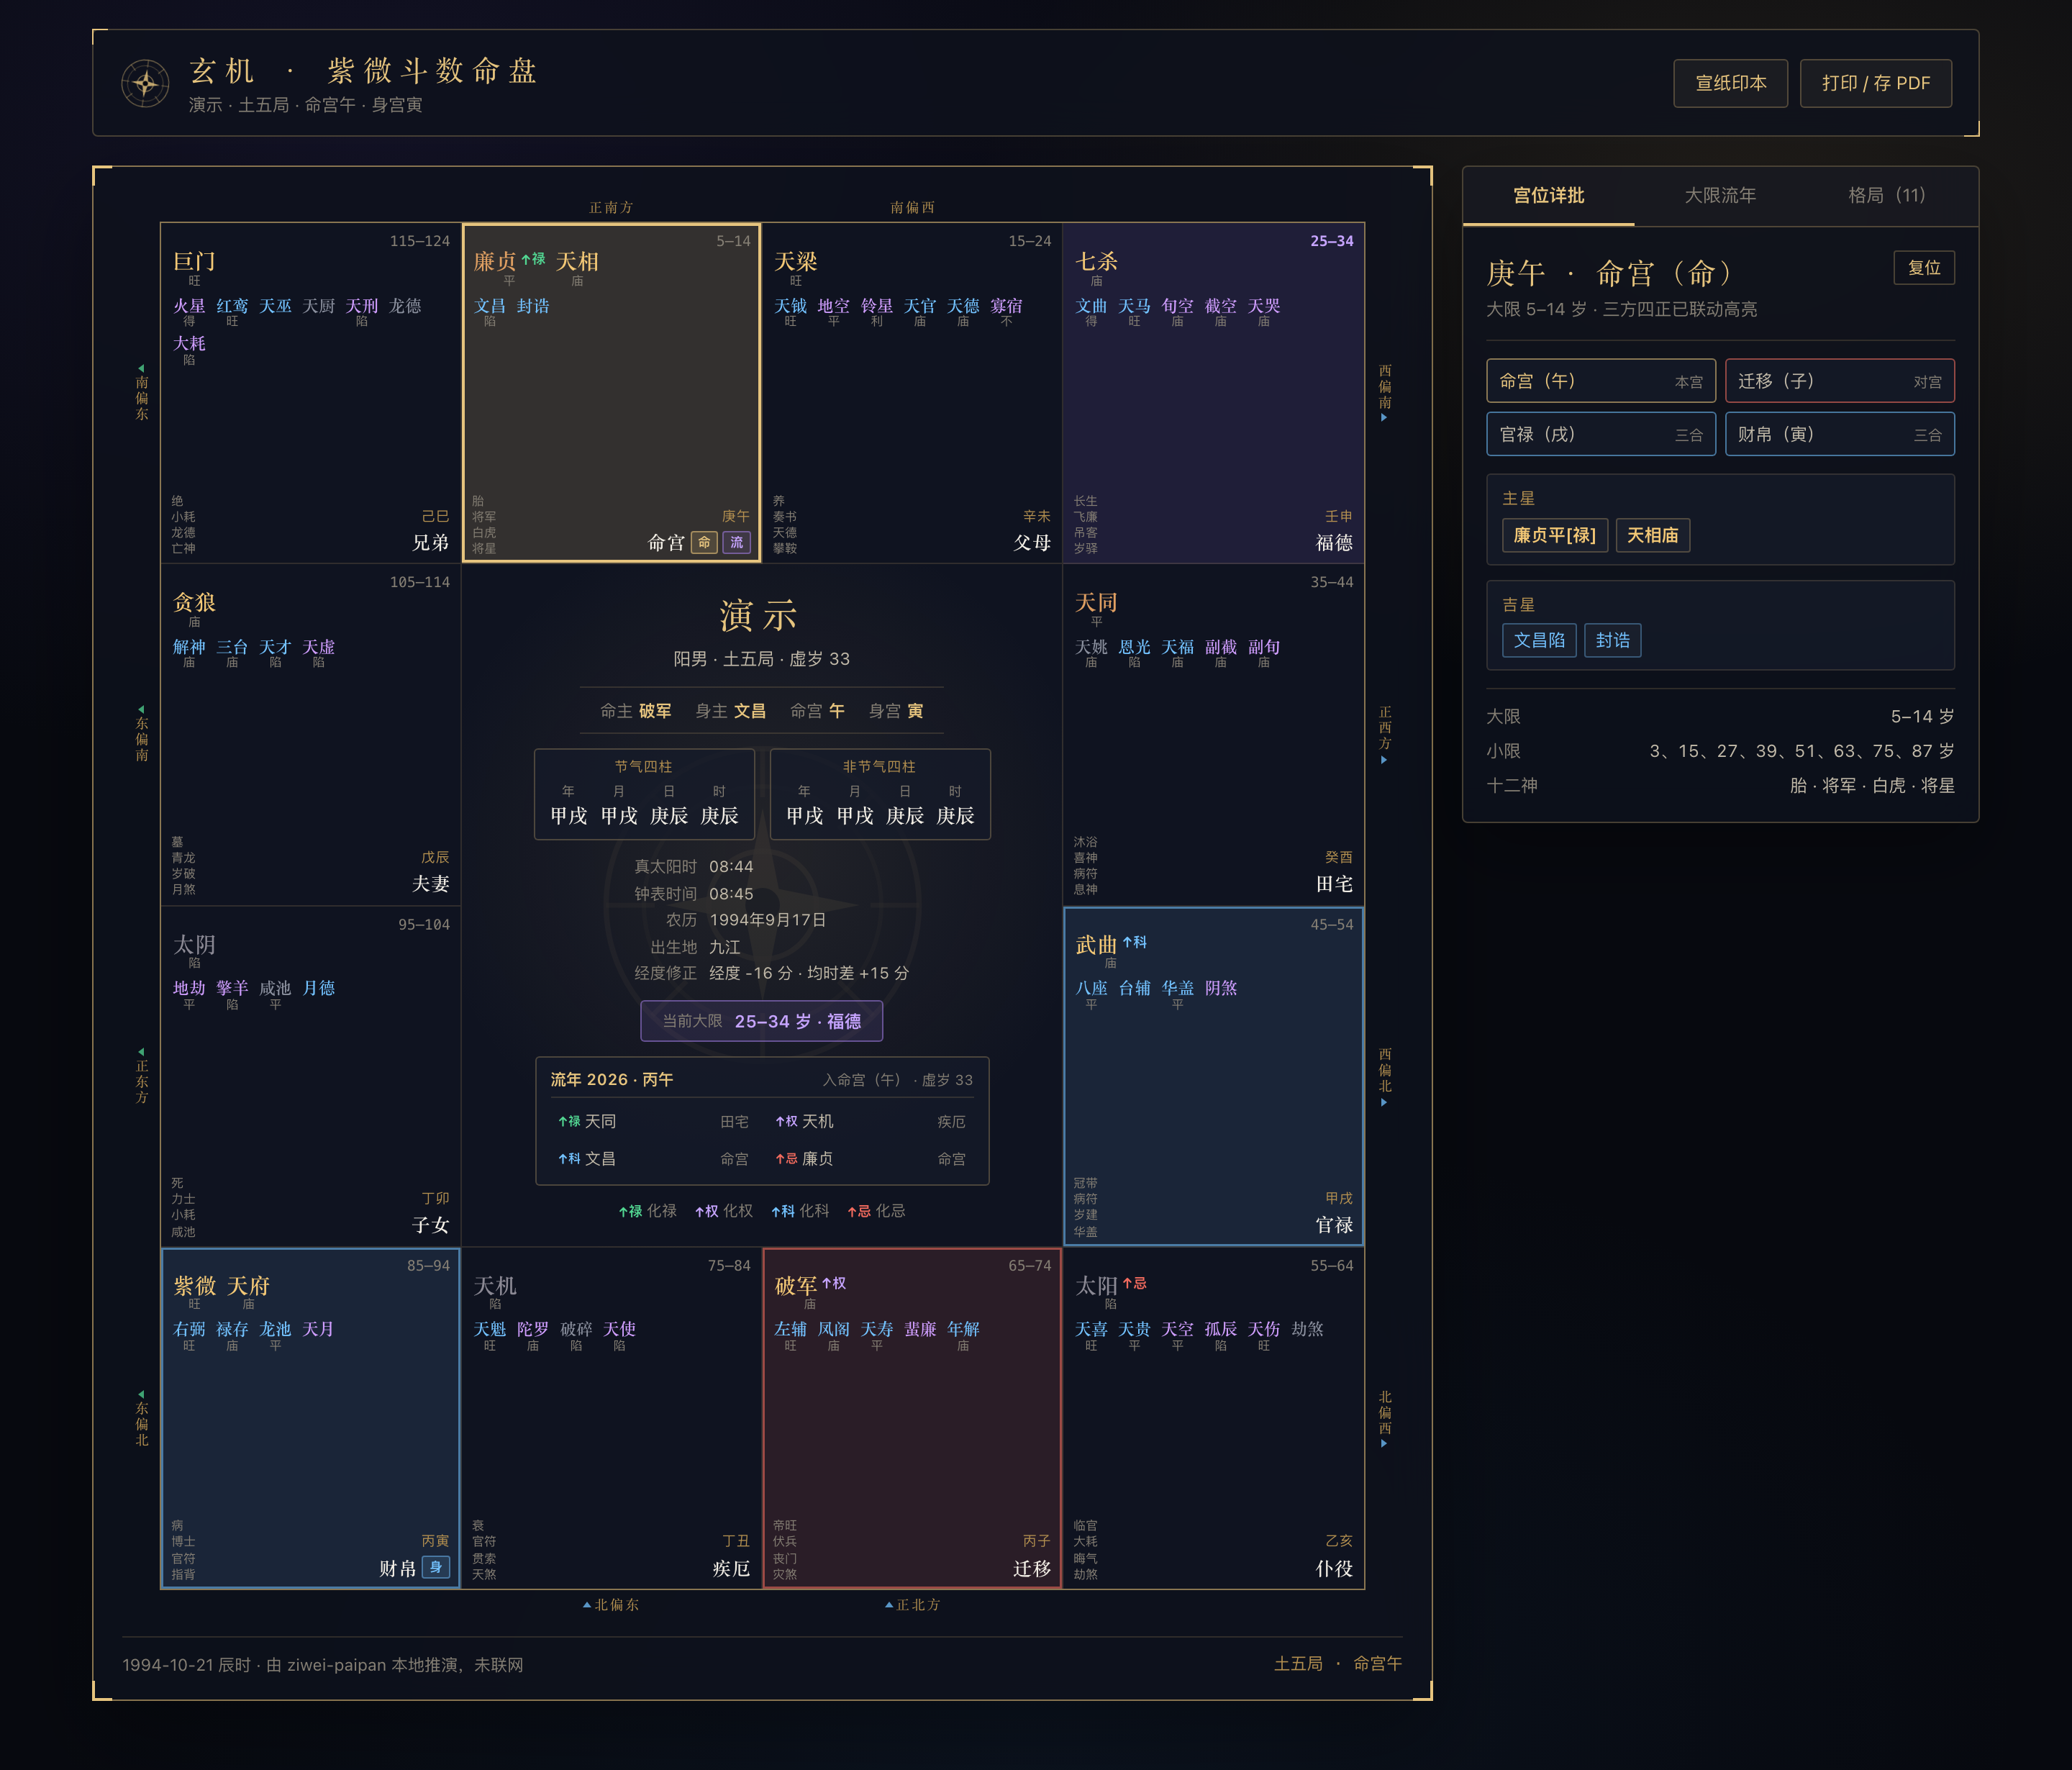 玄机 · 紫微斗数命盘
演示 · 土五局 · 命宫午 · 身宫寅
宣纸印本
打印 / 存 PDF
正南方
南偏西
南偏东
东偏南
正东方
东偏北
西偏南
正西方
西偏北
北偏西
北偏东
正北方
115–124
巨门
旺
火星 红鸾 天巫 天厨 天刑 龙德
得 旺 陷
大耗
陷
绝
小耗
龙德
亡神
己巳
兄弟
5–14
廉贞 ↑禄 天相
平 庙
文昌 封诰
陷
胎
将军
白虎
将星
庚午
命宫 命 流
15–24
天梁
旺
天钺 地空 铃星 天官 天德 寡宿
旺 平 利 庙 庙 不
养
奏书
天德
攀鞍
辛未
父母
25–34
七杀
庙
文曲 天马 旬空 截空 天哭
得 旺 庙 庙 庙
长生
飞廉
吊客
岁驿
壬申
福德
105–114
贪狼
庙
解神 三台 天才 天虚
庙 庙 陷 陷
墓
青龙
岁破
月煞
戊辰
夫妻
演示
阳男 · 土五局 · 虚岁 33
命主 破军 身主 文昌 命宫 午 身宫 寅
节气四柱
年 月 日 时
甲戌 甲戌 庚辰 庚辰
非节气四柱
年 月 日 时
甲戌 甲戌 庚辰 庚辰
真太阳时 08:44
钟表时间 08:45
农历 1994年9月17日
出生地 九江
经度修正 经度 -16 分 · 均时差 +15 分
当前大限 25–34 岁 · 福德
流年 2026 · 丙午
入命宫（午） · 虚岁 33
↑禄 天同 田宅
↑权 天机 疾厄
↑科 文昌 命宫
↑忌 廉贞 命宫
↑禄 化禄 ↑权 化权 ↑科 化科 ↑忌 化忌
35–44
天同
平
天姚 恩光 天福 副截 副旬
庙 陷 庙 庙 庙
沐浴
喜神
病符
息神
癸酉
田宅
95–104
太阴
陷
地劫 擎羊 咸池 月德
平 陷 平
死
力士
小耗
咸池
丁卯
子女
45–54
武曲 ↑科
庙
八座 台辅 华盖 阴煞
平 平
冠带
病符
岁建
华盖
甲戌
官禄
85–94
紫微 天府
旺 庙
右弼 禄存 龙池 天月
旺 庙 平
病
博士
官符
指背
丙寅
财帛 身
75–84
天机
陷
天魁 陀罗 破碎 天使
旺 庙 陷 陷
衰
官符
贯索
天煞
丁丑
疾厄
65–74
破军 ↑权
庙
左辅 凤阁 天寿 蜚廉 年解
旺 庙 平 庙
帝旺
伏兵
丧门
灾煞
丙子
迁移
55–64
太阳 ↑忌
陷
天喜 天贵 天空 孤辰 天伤 劫煞
旺 平 平 陷 旺
临官
大耗
晦气
劫煞
乙亥
仆役
1994-10-21 辰时 · 由 ziwei-paipan 本地推演，未联网
土五局 · 命宫午
宫位详批 大限流年 格局（11）
庚午 · 命宫（命）
复位
大限 5–14 岁 · 三方四正已联动高亮
命宫（午） 本宫
迁移（子） 对宫
官禄（戌） 三合
财帛（寅） 三合
主星
廉贞平[禄] 天相庙
吉星
文昌陷 封诰
大限 5–14 岁
小限 3、15、27、39、51、63、75、87 岁
十二神 胎 · 将军 · 白虎 · 将星